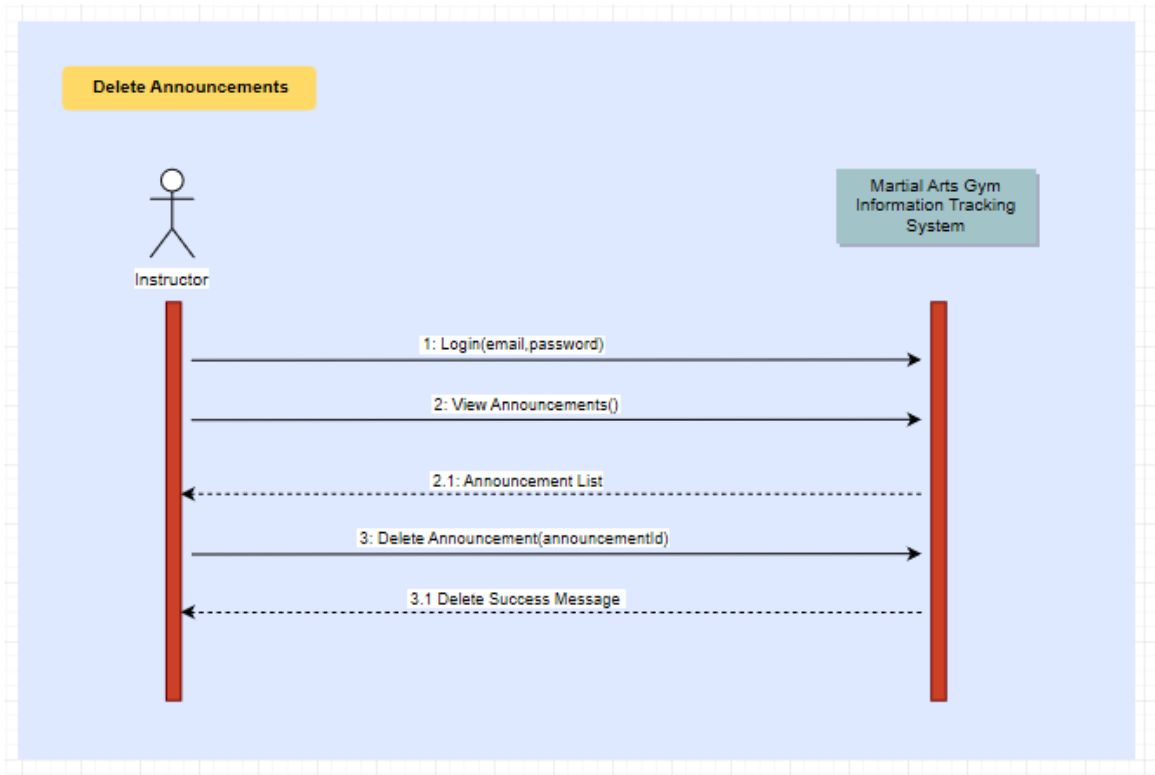 Delete Announcements
Martial Arts Gym
Information Tracking
System
Instructor
1: Login(email,password)
2: View Announcements()
2.1: Announcement List
3: Delete Announcement(announcementId)
3.1 Delete Success Message